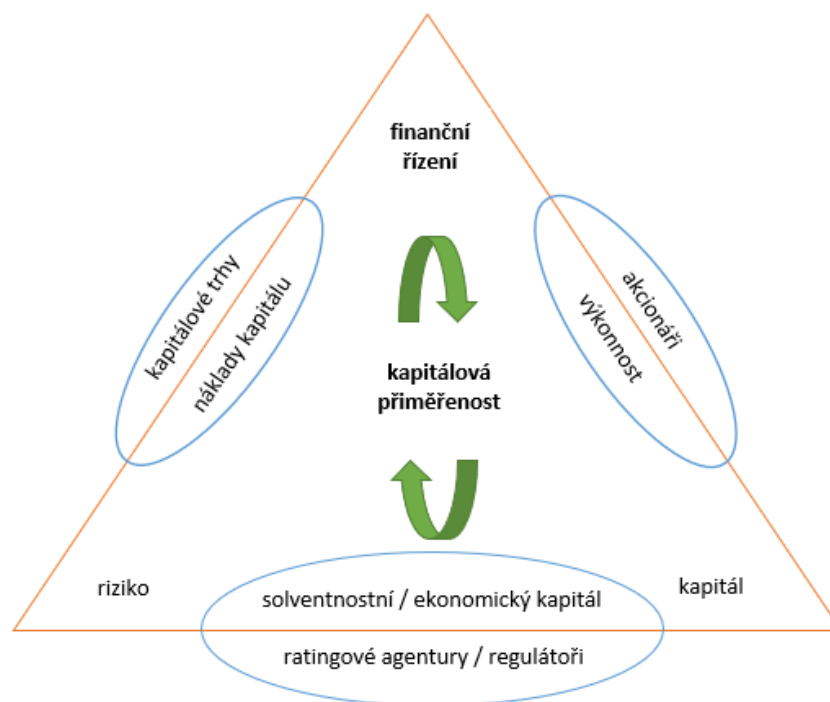 finanční
řízení
kapitálové trhy
náklady kapitálu
akcionáři
výkonnost
kapitálová
přiměřenost
riziko
kapitál
solventnostní / ekonomický kapitál
ratingové agentury / regulátoři